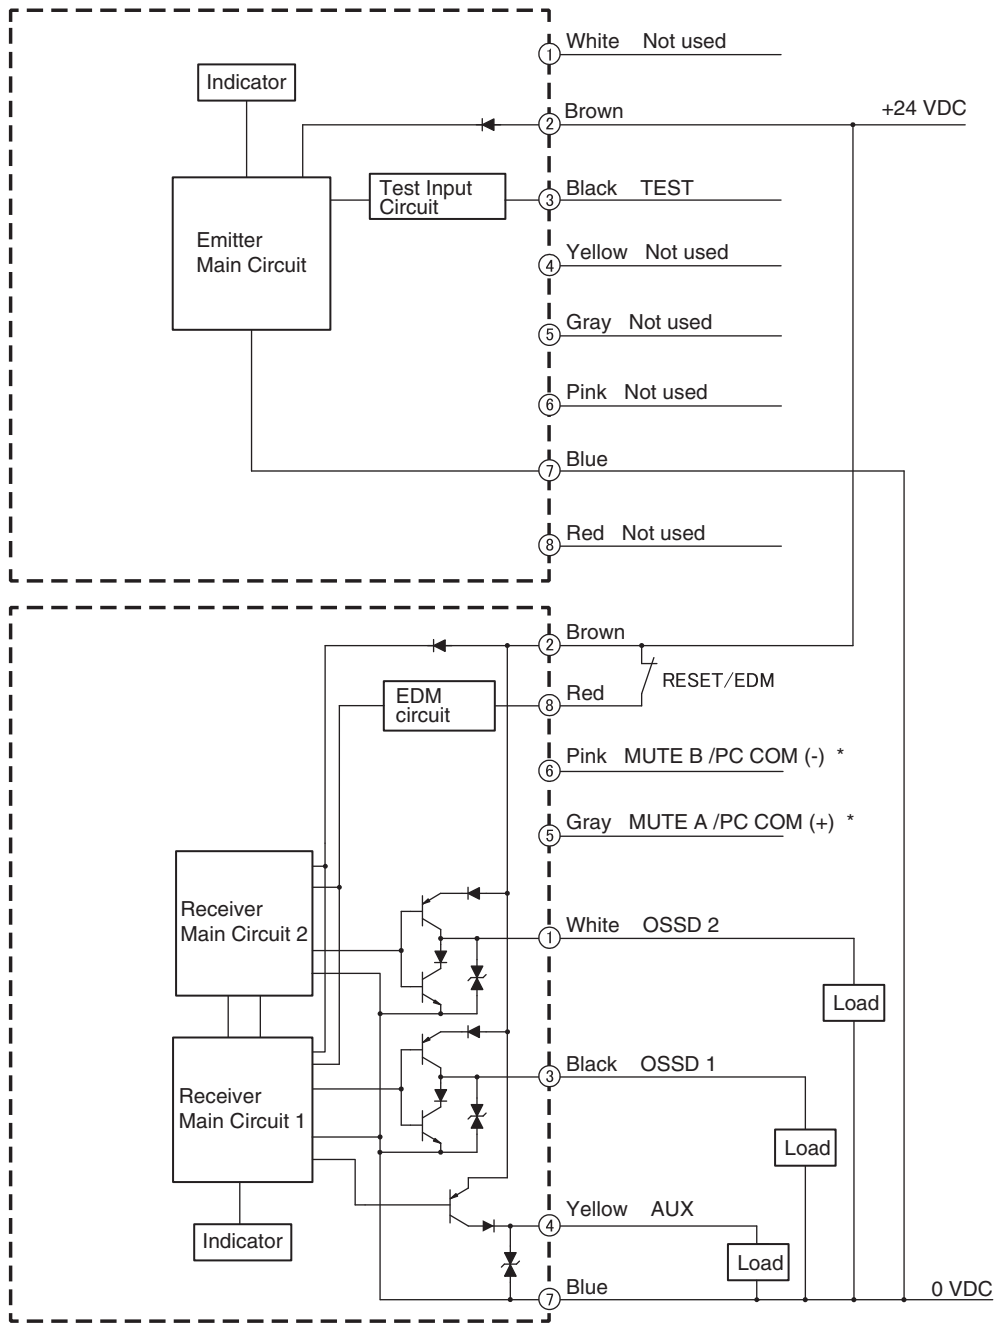 1 White Not used
Indicator
2 Brown +24 VDC
Test Input
Circuit
3 Black TEST
Emitter
Main Circuit
4 Yellow Not used
5 Gray Not used
6 Pink Not used
7 Blue
8 Red Not used
2 Brown
RESET/EDM
EDM
circuit
8 Red
6 Pink MUTE B /PC COM (-) *
5 Gray MUTE A /PC COM (+) *
Receiver
Main Circuit 2
1 White OSSD 2
Load
Receiver
Main Circuit 1
3 Black OSSD 1
Load
4 Yellow AUX
Indicator
Load
7 Blue
0 VDC